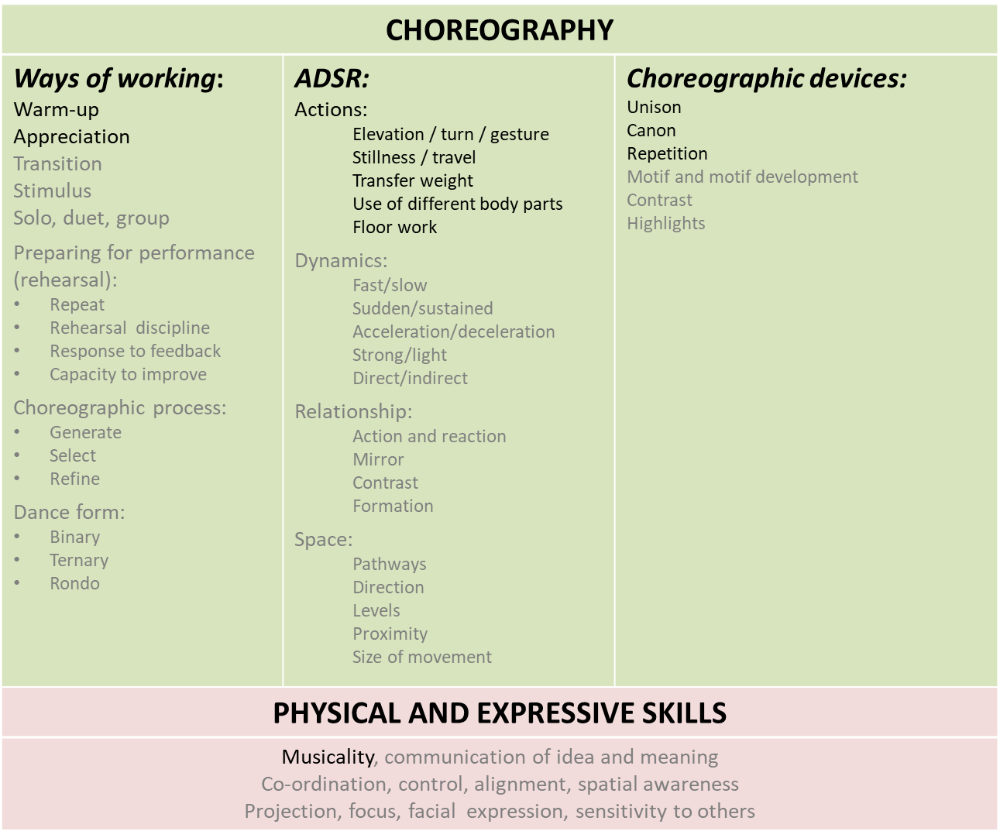 CHOREOGRAPHY
Ways of working:
Warm-up
Appreciation
Transition
Stimulus
Solo, duet, group
Preparing for performance
(rehearsal):
• Repeat
• Rehearsal discipline
• Response to feedback
• Capacity to improve
Choreographic process:
• Generate
• Select
• Refine
Dance form:
• Binary
• Ternary
• Rondo
ADSR:
Actions:
Elevation / turn / gesture
Stillness / travel
Transfer weight
Use of different body parts
Floor work
Dynamics:
Fast/slow
Sudden/sustained
Acceleration/deceleration
Strong/light
Direct/indirect
Relationship:
Action and reaction
Mirror
Contrast
Formation
Space:
Pathways
Direction
Levels
Proximity
Size of movement
Choreographic devices:
Unison
Canon
Repetition
Motif and motif development
Contrast
Highlights
PHYSICAL AND EXPRESSIVE SKILLS
Musicality, communication of idea and meaning
Co-ordination, control, alignment, spatial awareness
Projection, focus, facial expression, sensitivity to others